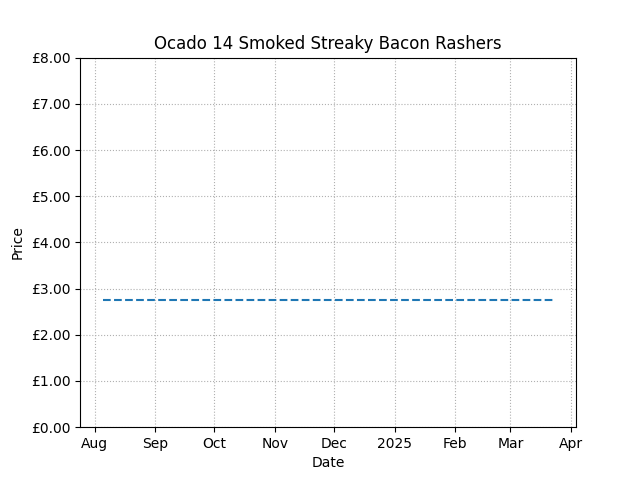 Ocado 14 Smoked Streaky Bacon Rashers
£8.00
£7.00
£6.00
£5.00
£4.00
£3.00
£2.00
£1.00
£0.00
Price
Aug Sep Oct Nov Dec 2025 Feb Mar Apr
Date